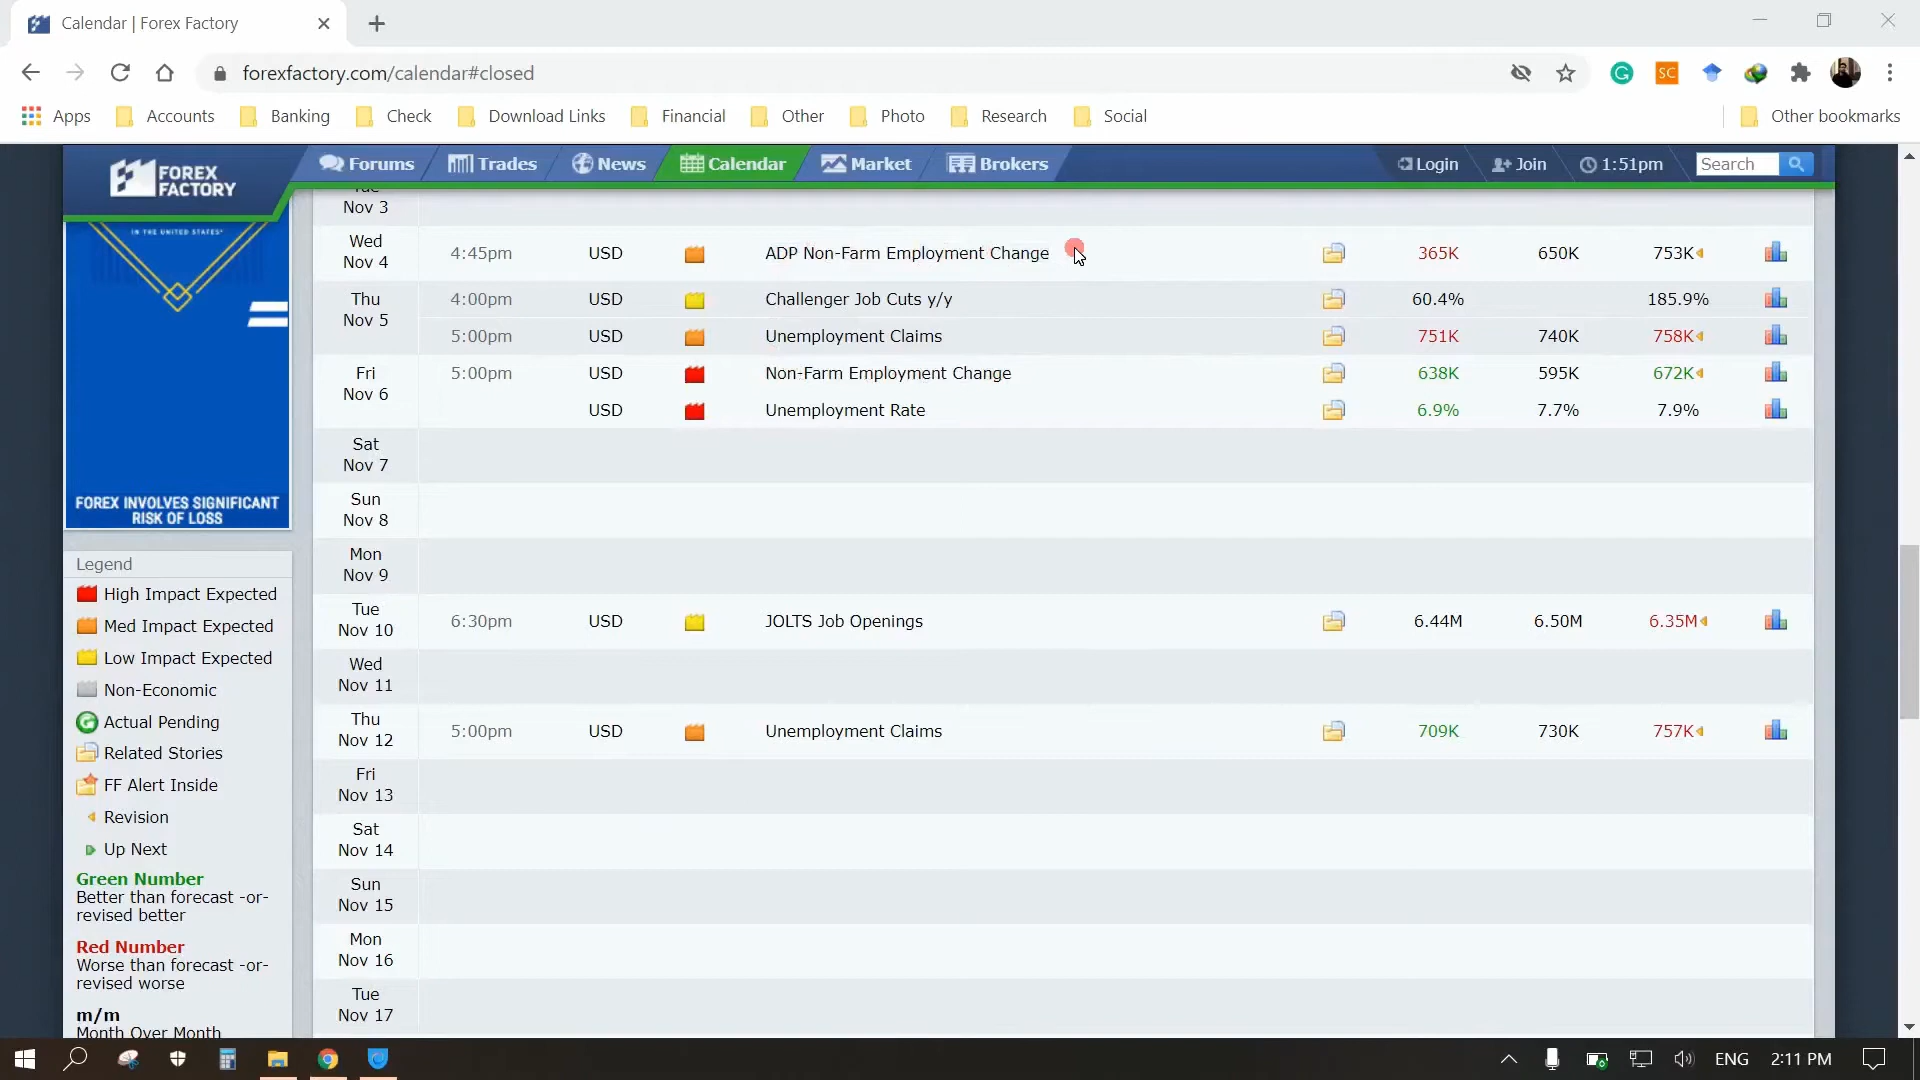 Calendar | Forex Factory
forexfactory.com/calendar#closed
G
SC
Apps
Accounts
Banking
Check
Download Links
Financial
Other
Photo
Research
Social
Other bookmarks
FOREX FACTORY
Forums
Trades
News
Calendar
Market
Brokers
Login
Join
1:51pm
Search
IN THE UNITED STATES*
FOREX INVOLVES SIGNIFICANT
RISK OF LOSS
Legend
High Impact Expected
Med Impact Expected
Low Impact Expected
Non-Economic
Actual Pending
Related Stories
FF Alert Inside
Revision
Up Next
Green Number
Better than forecast -or-
revised better
Red Number
Worse than forecast -or-
revised worse
m/m
Month Over Month
Tue
Nov 3
Wed
Nov 4
4:45pm USD ADP Non-Farm Employment Change 365K 650K 753K
Thu
Nov 5
4:00pm USD Challenger Job Cuts y/y 60.4% 185.9%
5:00pm USD Unemployment Claims 751K 740K 758K
Fri
Nov 6
5:00pm USD Non-Farm Employment Change 638K 595K 672K
USD Unemployment Rate 6.9% 7.7% 7.9%
Sat
Nov 7
Sun
Nov 8
Mon
Nov 9
Tue
Nov 10
6:30pm USD JOLTS Job Openings 6.44M 6.50M 6.35M
Wed
Nov 11
Thu
Nov 12
5:00pm USD Unemployment Claims 709K 730K 757K
Fri
Nov 13
Sat
Nov 14
Sun
Nov 15
Mon
Nov 16
Tue
Nov 17
ENG
2:11 PM